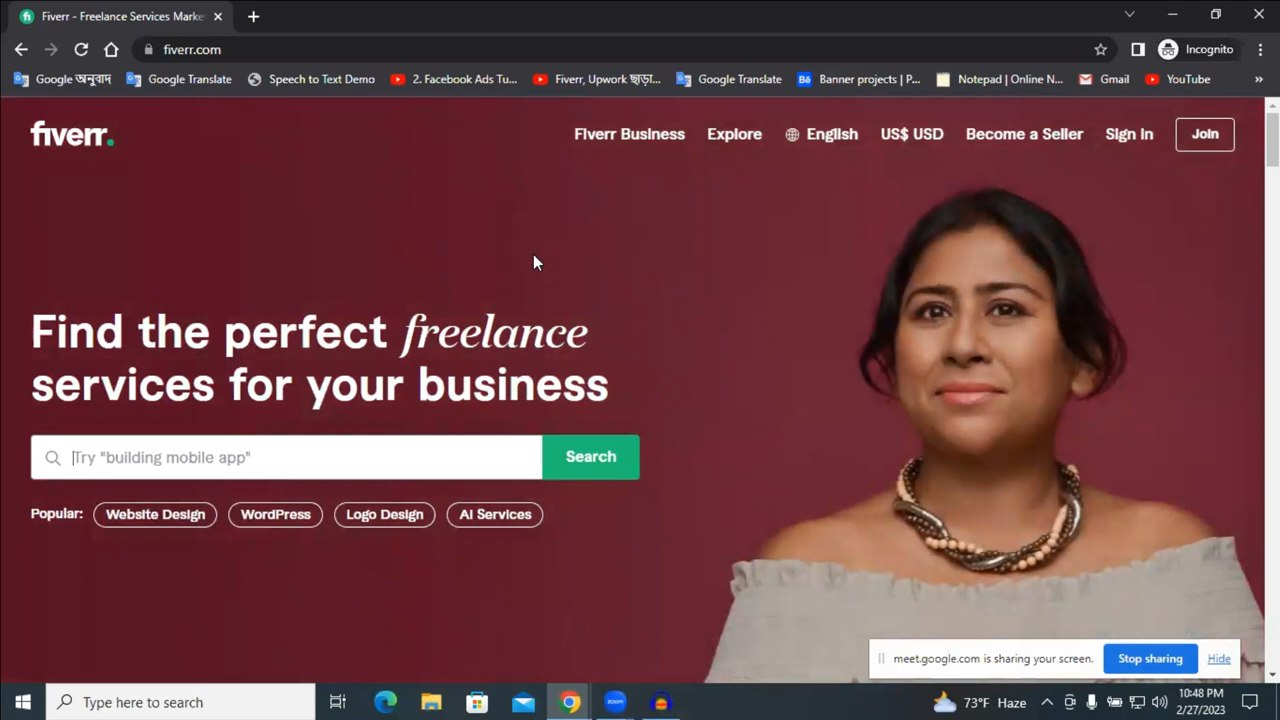 Fiverr - Freelance Services Marke
fiverr.com
Incognito
Google অনুবাদ
Google Translate
Speech to Text Demo
2. Facebook Ads Tu...
Fiverr, Upwork ছাড়া...
Google Translate
Banner projects | P...
Notepad | Online N...
Gmail
YouTube
fiverr.
Fiverr Business
Explore
English
US$ USD
Become a Seller
Sign In
Join
Find the perfect freelance
services for your business
Try "building mobile app"
Search
Popular:
Website Design
WordPress
Logo Design
AI Services
meet.google.com is sharing your screen.
Stop sharing
Hide
Type here to search
zoom
73°F Haze
10:48 PM
2/27/2023